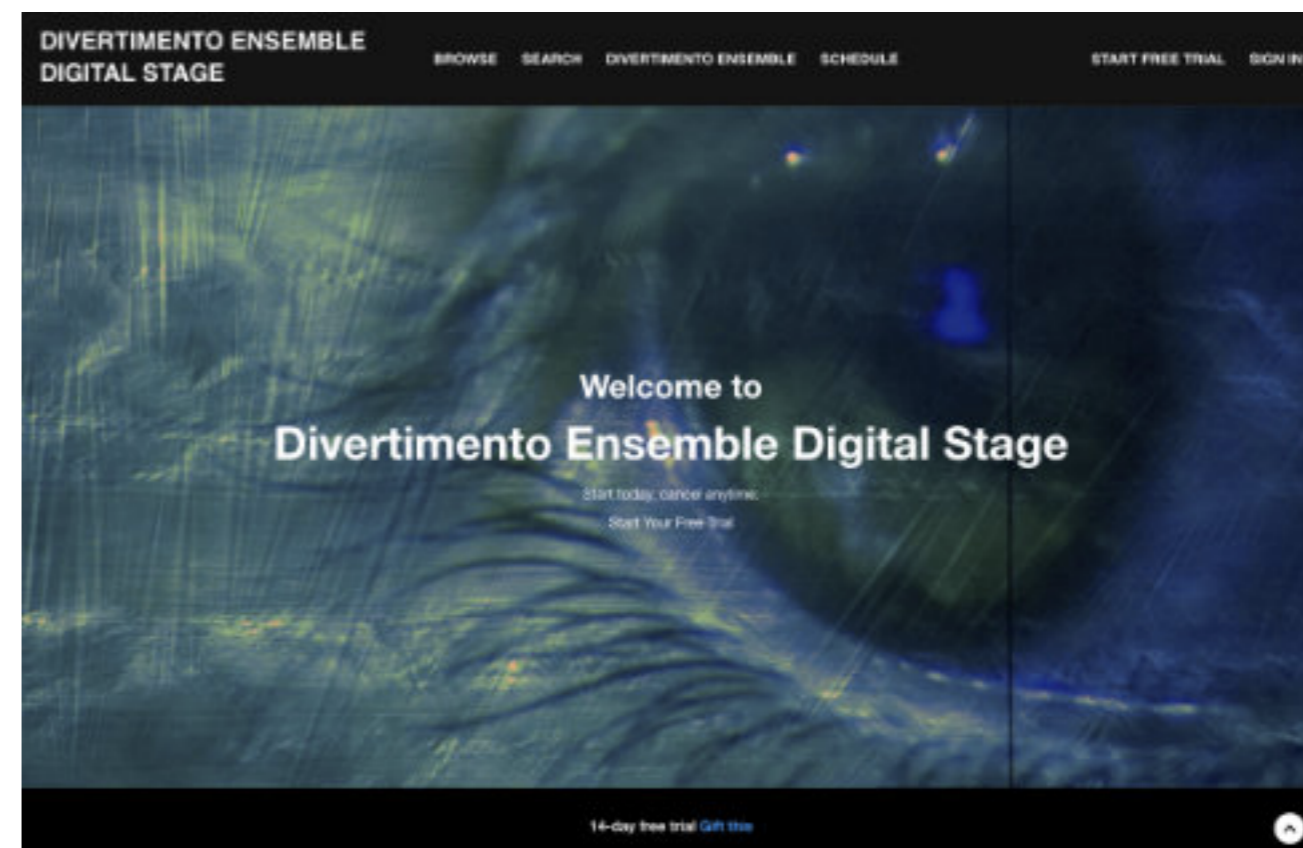 DIVERTIMENTO ENSEMBLE
DIGITAL STAGE
BROWSE SEARCH DIVERTIMENTO ENSEMBLE SCHEDULE START FREE TRIAL SIGN IN
Welcome to
Divertimento Ensemble Digital Stage
Start today, cancel anytime.
Start Your Free Trial
14-day free trial Gift this